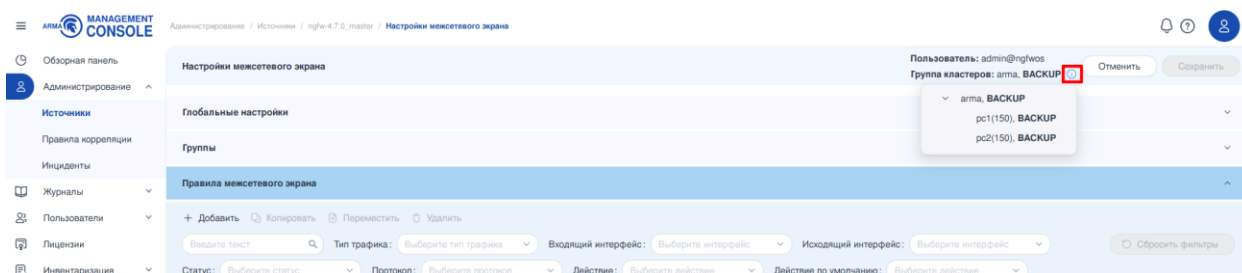 ARMA MANAGEMENT CONSOLE
Администрирование / Источники / ngfw-4.7.0_master / Настройки межсетевого экрана
Обзорная панель
Администрирование
Источники
Правила корреляции
Инциденты
Журналы
Пользователи
Лицензии
Инвентаризация
Настройки межсетевого экрана
Пользователь: admin@ngfwos
Группа кластеров: arma, BACKUP
Отменить
Сохранить
arma, BACKUP
pc1(150), BACKUP
pc2(150), BACKUP
Глобальные настройки
Группы
Правила межсетевого экрана
+ Добавить Копировать Переместить Удалить
Введите текст Тип трафика: Выберите тип трафика Входящий интерфейс: Выберите интерфейс Исходящий интерфейс: Выберите интерфейс Сбросить фильтры
Статус: Выберите статус Протокол: Выберите протокол Действие: Выберите действие Действие по умолчанию: Выберите действие